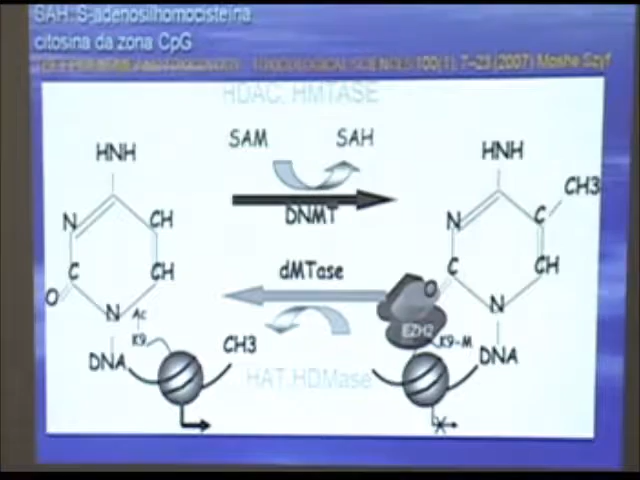 SAH: S-adenosilhomocisteina
citosina da zona CpG
TOXICOLOGICAL SCIENCES 100(1), 7–23 (2007) Moshe Szyf
HDAC, HMTASE
SAM SAH
HNH HNH
CH3
DNMT
N CH N C
dMTase
C CH C CH
O O
N N
Ac
K9 EZH2 K9-M
DNA CH3 DNA
HAT.HDMase